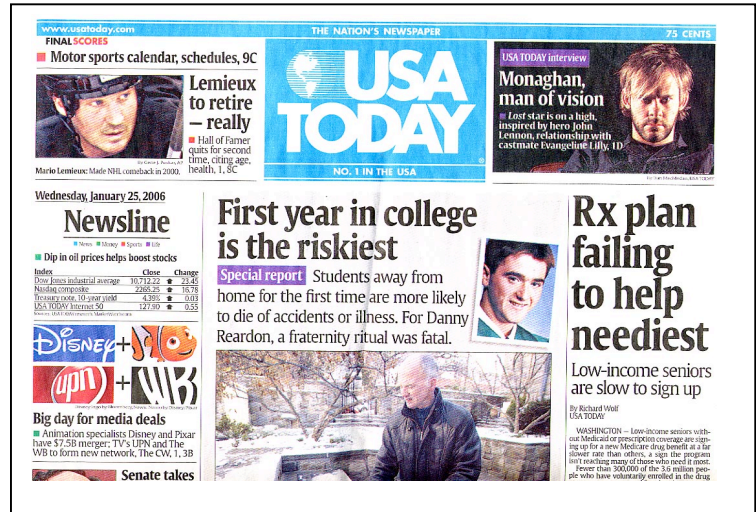 www.usatoday.com
THE NATION'S NEWSPAPER
75 CENTS
FINAL SCORES
Motor sports calendar, schedules, 9C
Lemieux
to retire
– really
Hall of Famer
quits for second
time, citing age,
health, 1, 8C
Mario Lemieux: Made NHL comeback in 2000.
USA
TODAY
NO. 1 IN THE USA
USA TODAY interview
Monaghan,
man of vision
Lost star is on a high,
inspired by hero John
Lennon, relationship with
castmate Evangeline Lilly, 1D
Wednesday, January 25, 2006
Newsline
News Money Sports Life
Dip in oil prices helps boost stocks
Index Close Change
Dow Jones industrial average 10,712.22 23.45
Nasdaq composite 2265.25 16.78
Treasury note, 10-year yield 4.39% 0.03
USA TODAY Internet 50 127.90 0.55
DISNEP + NEMO
upn + WB
Big day for media deals
Animation specialists Disney and Pixar
have $7.5B merger; TV's UPN and The
WB to form new network, The CW, 1, 3B
Senate takes
First year in college
is the riskiest
Special report Students away from
home for the first time are more likely
to die of accidents or illness. For Danny
Reardon, a fraternity ritual was fatal.
Rx plan
failing
to help
neediest
Low-income seniors
are slow to sign up
By Richard Wolf
USA TODAY
WASHINGTON — Low-income seniors with-
out Medicaid or prescription coverage are sign-
ing up for a new Medicare drug benefit at a far
slower rate than others, a sign the program
isn't reaching many of those who need it most.
Fewer than 300,000 of the 3.6 million peo-
ple who have voluntarily enrolled in the drug